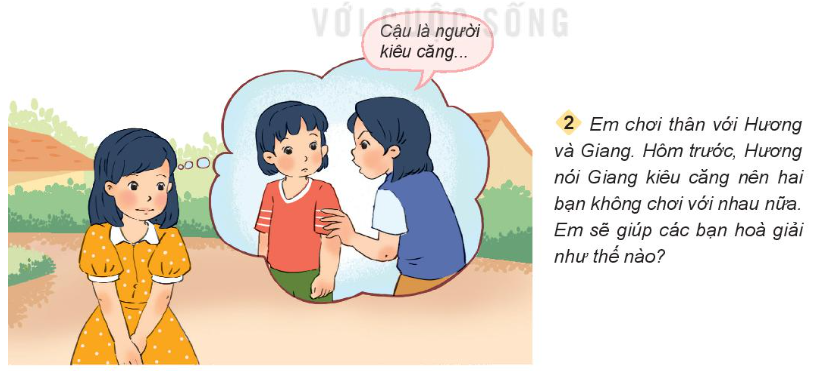 VỚI CUỘC SỐNG
Cậu là người
kiêu căng...
2 Em chơi thân với Hương
và Giang. Hôm trước, Hương
nói Giang kiêu căng nên hai
bạn không chơi với nhau nữa.
Em sẽ giúp các bạn hoà giải
như thế nào?